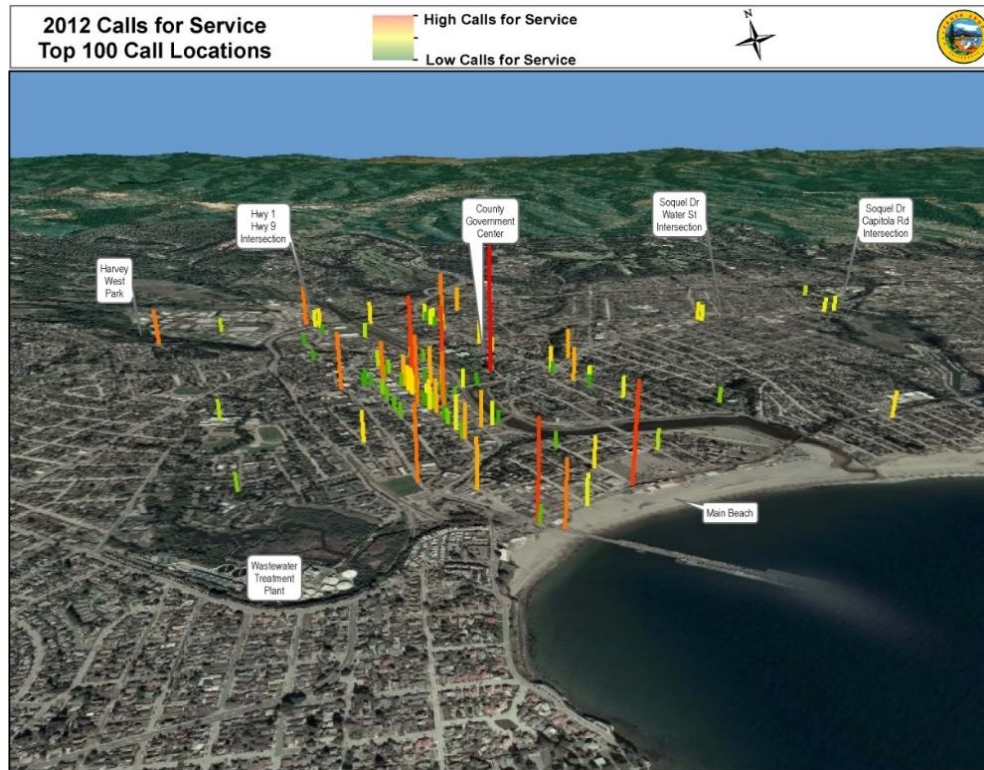 2012 Calls for Service
Top 100 Call Locations
High Calls for Service
Low Calls for Service
N
Harvey
West
Park
Hwy 1
Hwy 9
Intersection
County
Government
Center
Soquel Dr
Water St
Intersection
Soquel Dr
Capitola Rd
Intersection
Main Beach
Wastewater
Treatment
Plant